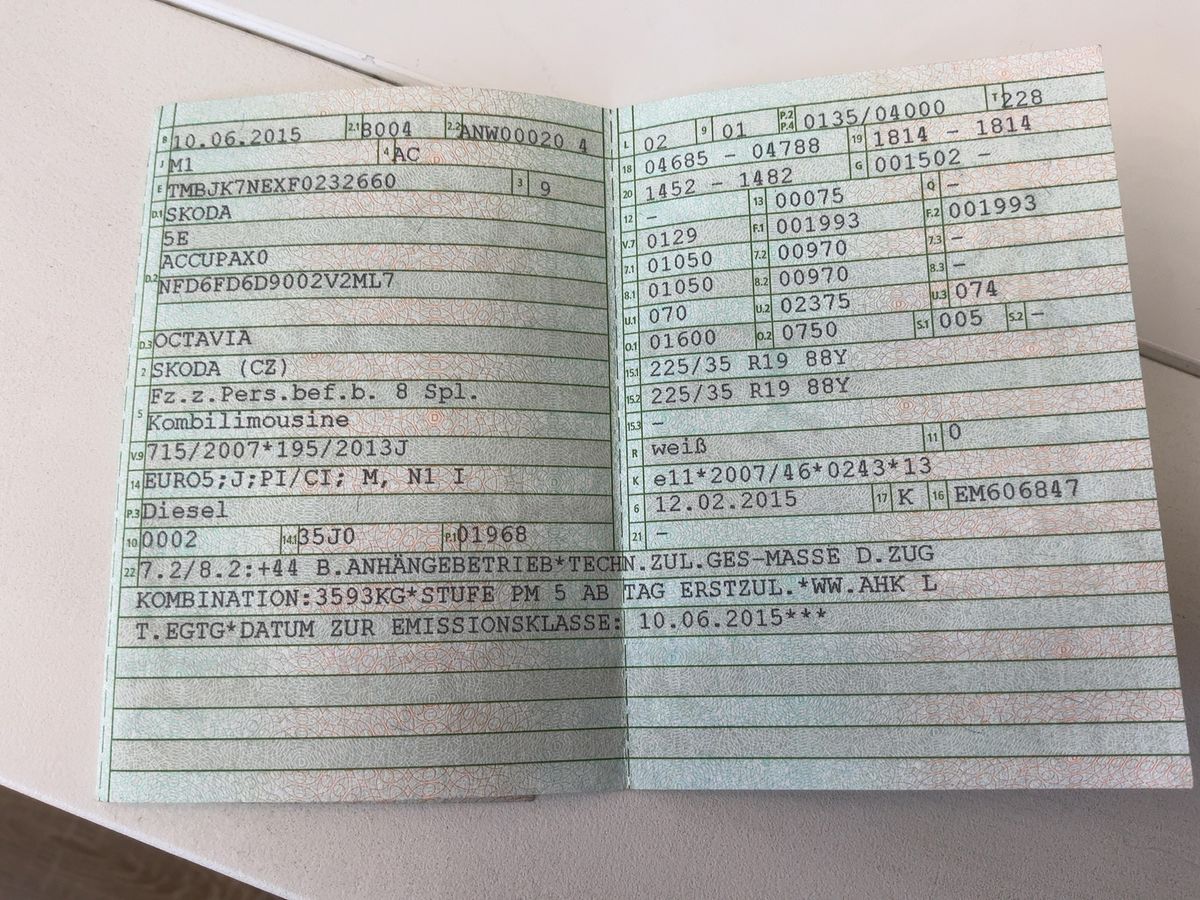 B 10.06.2015 2.1 B004 2.2 ANW00020 4
J M1 4 AC
E TMBJK7NEXF0232660 3 9
D.1 SKODA
5E
D.2 ACCUPAX0
NFD6FD6D9002V2ML7
D.3 OCTAVIA
2 SKODA (CZ)
5 Fz.z.Pers.bef.b. 8 Spl.
Kombilimousine
V.9 715/2007*195/2013J
14 EURO5;J;PI/CI; M, N1 I
P.3 Diesel
10 0002 14.1 35J0 P.1 01968
L 02 9 01 P.2 P.4 0135/04000 T 228
18 04685 - 04788 19 1814 - 1814
20 1452 - 1482 G 001502 -
12 - 13 00075 Q -
V.7 0129 F.1 001993 F.2 001993
7.1 01050 7.2 00970 7.3 -
8.1 01050 8.2 00970 8.3 -
U.1 070 U.2 02375 U.3 074
O.1 01600 O.2 0750 S.1 005 S.2 -
15.1 225/35 R19 88Y
15.2 225/35 R19 88Y
15.3 -
R weiß 11 0
K e11*2007/46*0243*13
6 12.02.2015 17 K 16 EM606847
21 -
22 7.2/8.2:+44 B.ANHÄNGEBETRIEB*TECHN.ZUL.GES-MASSE D.ZUG
KOMBINATION:3593KG*STUFE PM 5 AB TAG ERSTZUL.*WW.AHK L
T.EGTG*DATUM ZUR EMISSIONSKLASSE: 10.06.2015***